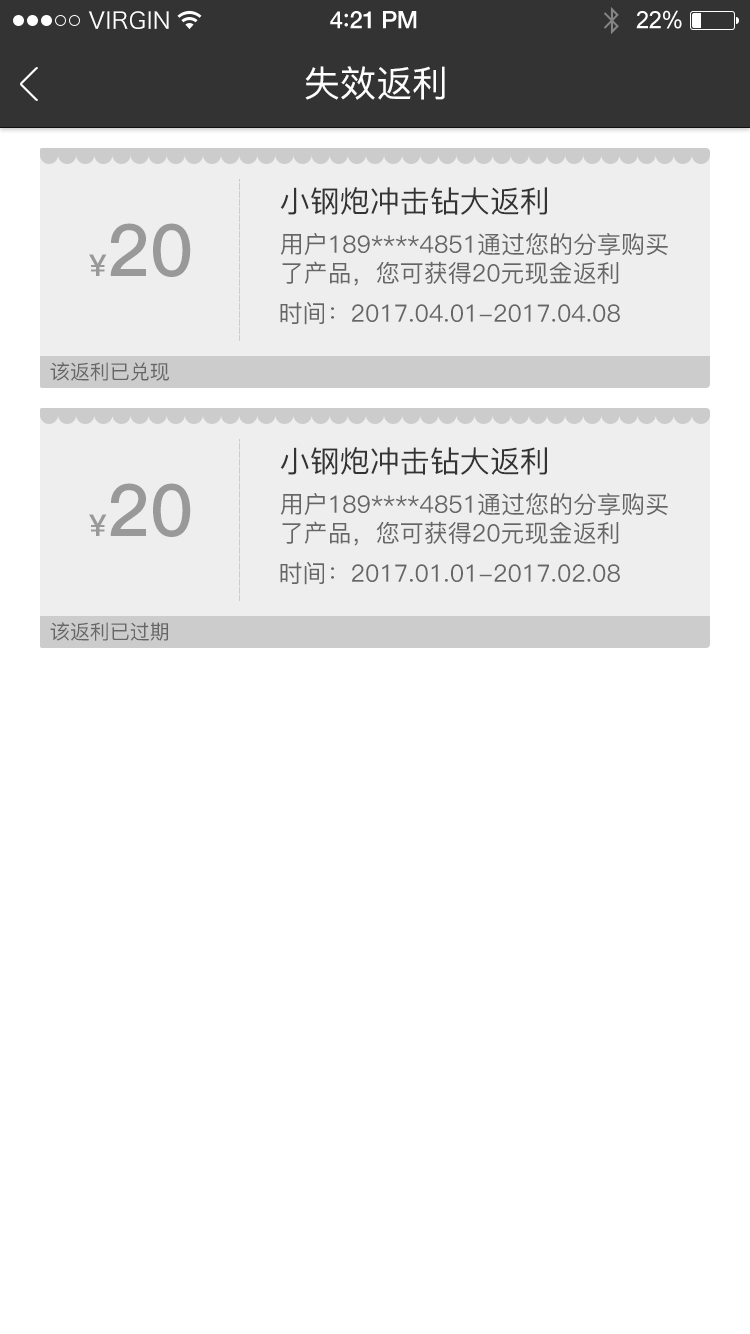 VIRGIN 4:21 PM 22%
失效返利
小钢炮冲击钻大返利
¥20
用户189****4851通过您的分享购买
了产品，您可获得20元现金返利
时间：2017.04.01-2017.04.08
该返利已兑现
小钢炮冲击钻大返利
¥20
用户189****4851通过您的分享购买
了产品，您可获得20元现金返利
时间：2017.01.01-2017.02.08
该返利已过期